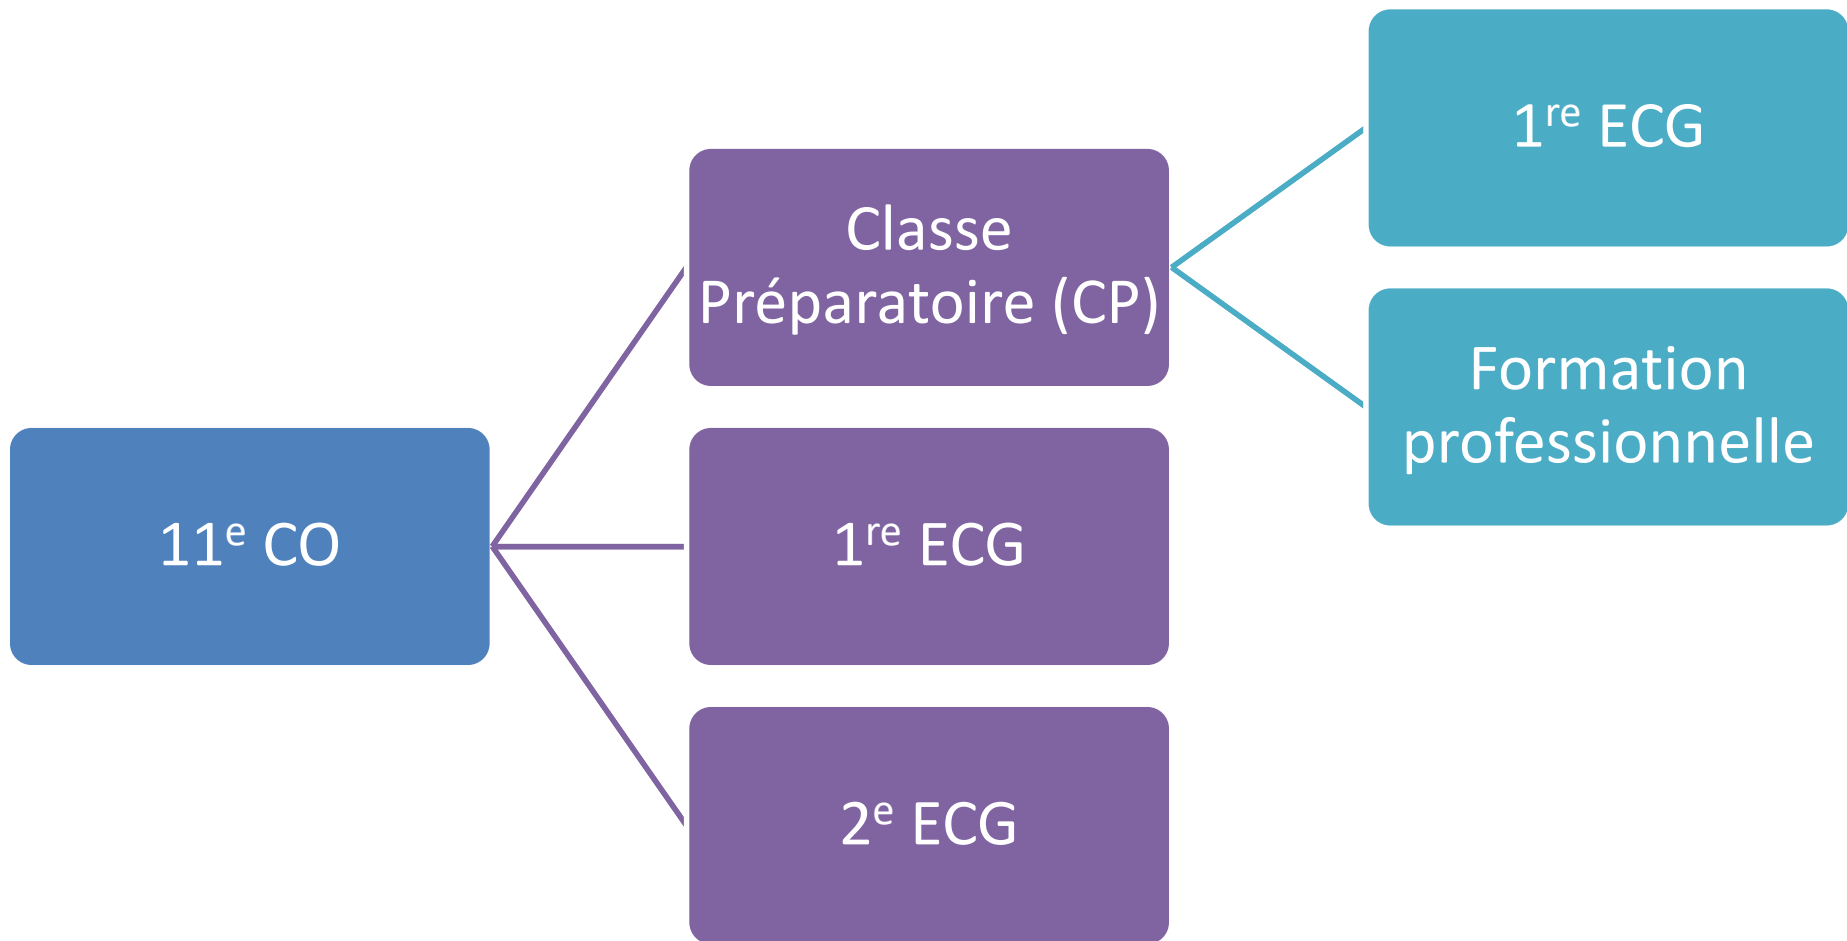 11e CO
Classe
Préparatoire (CP)
1re ECG
2e ECG
1re ECG
Formation
professionnelle